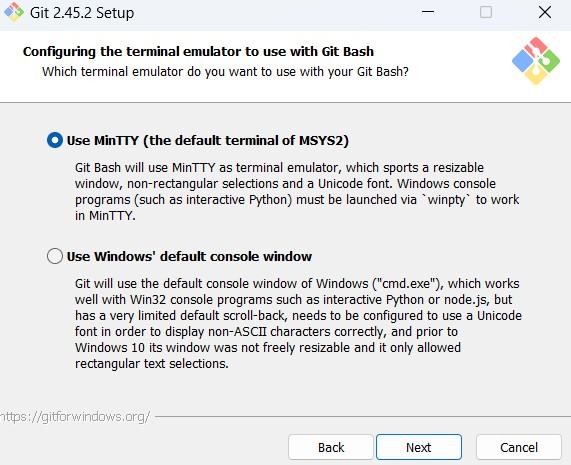 Git 2.45.2 Setup
Configuring the terminal emulator to use with Git Bash
Which terminal emulator do you want to use with your Git Bash?
Use MinTTY (the default terminal of MSYS2)
Git Bash will use MinTTY as terminal emulator, which sports a resizable
window, non-rectangular selections and a Unicode font. Windows console
programs (such as interactive Python) must be launched via `winpty` to work
in MinTTY.
Use Windows' default console window
Git will use the default console window of Windows ("cmd.exe"), which works
well with Win32 console programs such as interactive Python or node.js, but
has a very limited default scroll-back, needs to be configured to use a Unicode
font in order to display non-ASCII characters correctly, and prior to
Windows 10 its window was not freely resizable and it only allowed
rectangular text selections.
https://gitforwindows.org/
Back Next Cancel